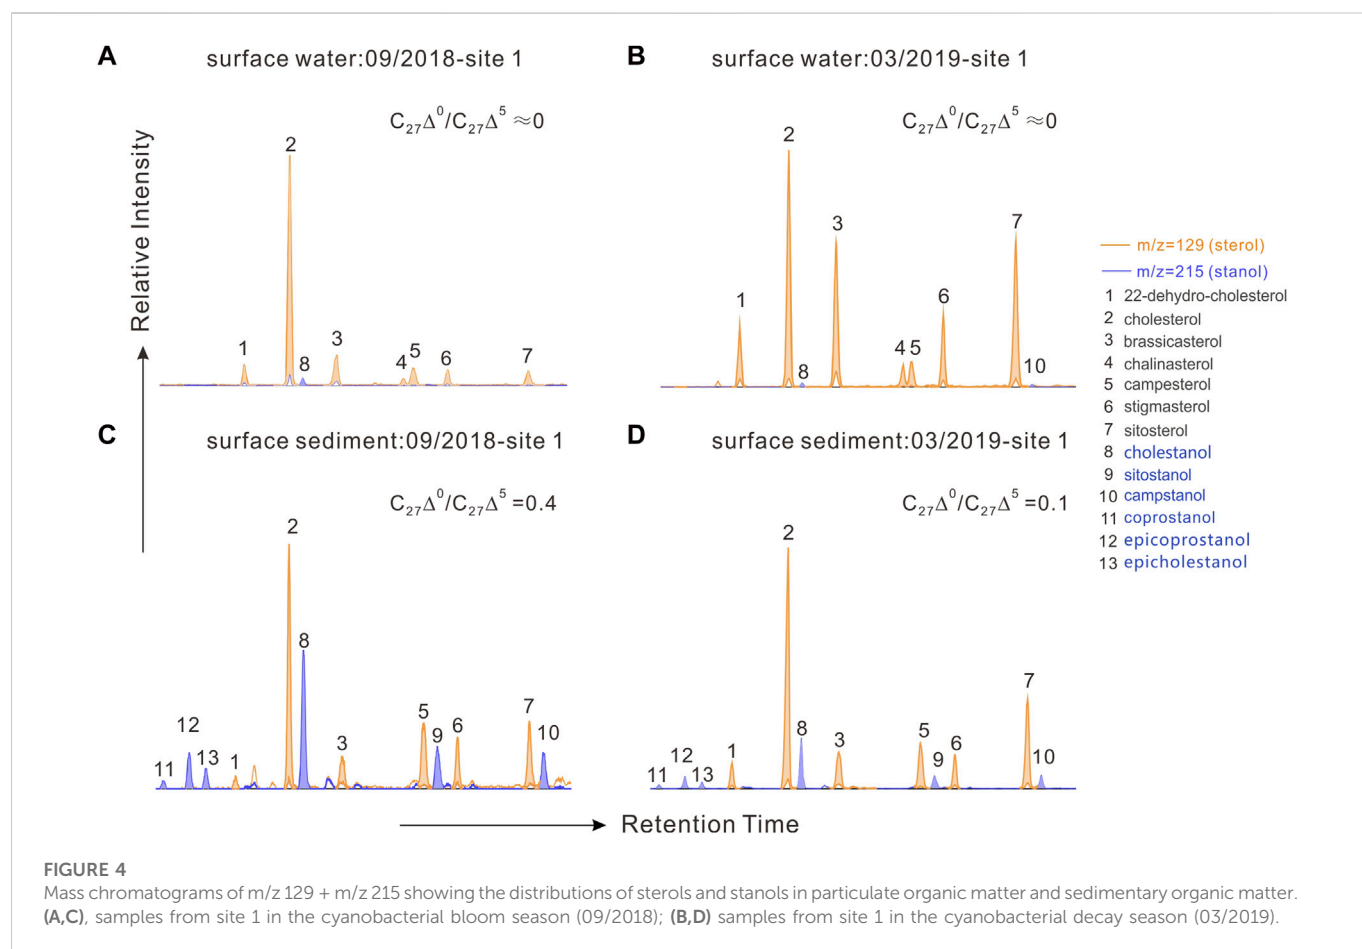 A surface water:09/2018-site 1
C27Δ0/C27Δ5 ≈0
2
8
1
3
4
5
6
7
B surface water:03/2019-site 1
C27Δ0/C27Δ5 ≈0
2
3
7
1
6
4 5
8
10
Relative Intensity
m/z=129 (sterol)
m/z=215 (stanol)
1 22-dehydro-cholesterol
2 cholesterol
3 brassicasterol
4 chalinasterol
5 campesterol
6 stigmasterol
7 sitosterol
8 cholestanol
9 sitostanol
10 campstanol
11 coprostanol
12 epicoprostanol
13 epicholestanol
C surface sediment:09/2018-site 1
C27Δ0/C27Δ5 =0.4
2
8
12
13
11
1
3
5
9
6
7
10
D surface sediment:03/2019-site 1
C27Δ0/C27Δ5 =0.1
2
8
12
11
13
1
3
5
9
6
7
10
Retention Time
FIGURE 4
Mass chromatograms of m/z 129 + m/z 215 showing the distributions of sterols and stanols in particulate organic matter and sedimentary organic matter.
(A,C), samples from site 1 in the cyanobacterial bloom season (09/2018); (B,D) samples from site 1 in the cyanobacterial decay season (03/2019).